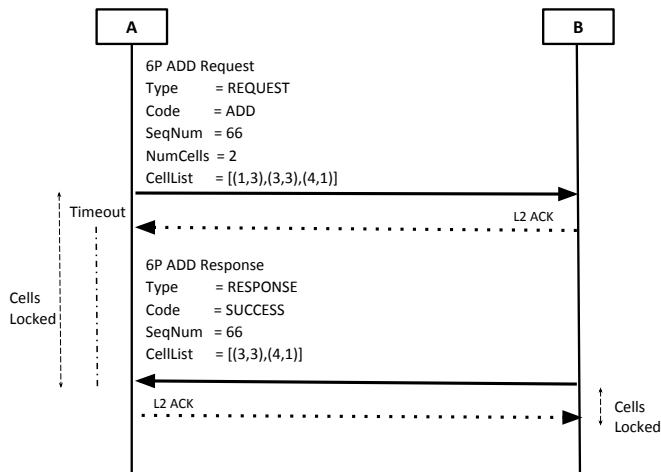 A
B
6P ADD Request
Type = REQUEST
Code = ADD
SeqNum = 66
NumCells = 2
CellList = [(1,3),(3,3),(4,1)]
Timeout
L2 ACK
6P ADD Response
Type = RESPONSE
Code = SUCCESS
SeqNum = 66
CellList = [(3,3),(4,1)]
Cells
Locked
L2 ACK
Cells
Locked